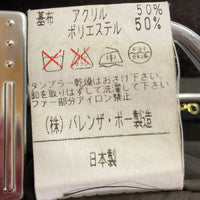 基布 アクリル 50%
ポリエステル 50%
タンブラー乾燥はおさけ下さい。
釦を取りはずして洗濯して下さい。
ファー部分アイロン禁止
(株)バレンザ・ポー製造
日本製